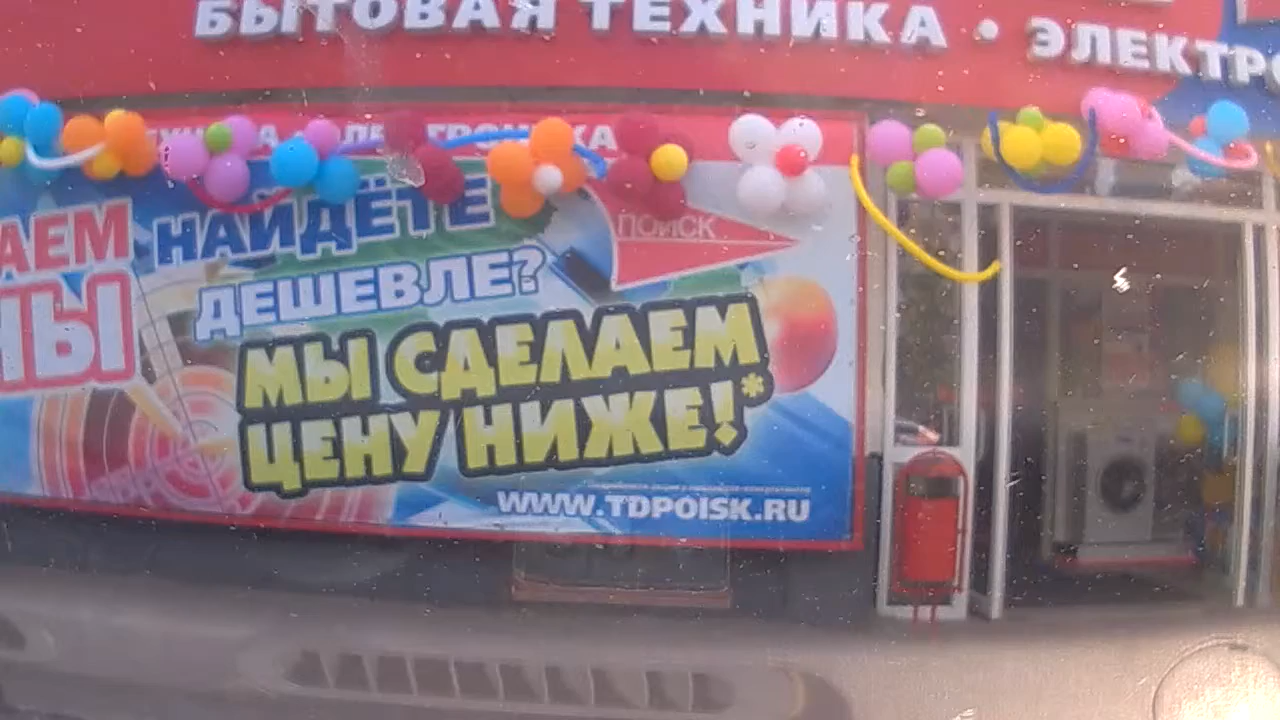 БЫТОВАЯ ТЕХНИКА • ЭЛЕКТРО
АЕМ
НЫ
НАЙДЁТЕ
ДЕШЕВЛЕ?
ПОИСК
МЫ СДЕЛАЕМ
ЦЕНУ НИЖЕ!*
WWW.TDPOISK.RU